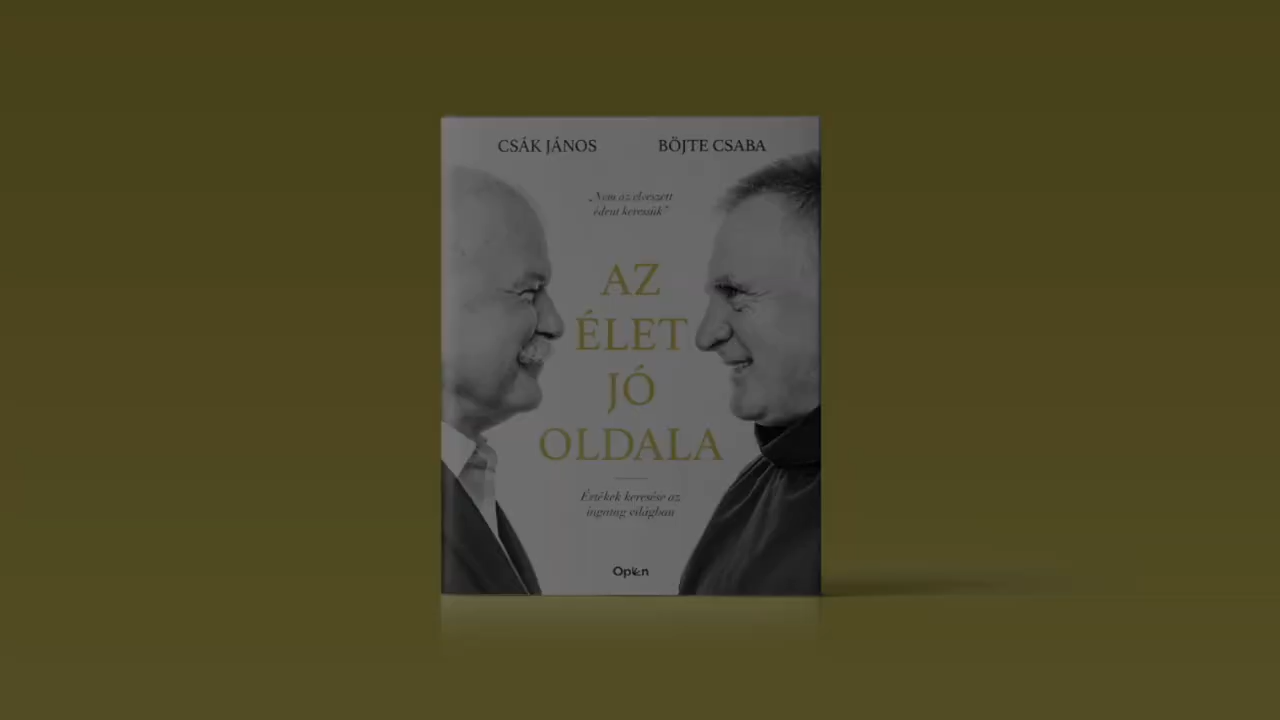 CSÁK JÁNOS BÖJTE CSABA
„Nem az elveszett
édent keressük”
AZ
ÉLET
JÓ
OLDALA
Értékek keresése az
ingatag világban
Open